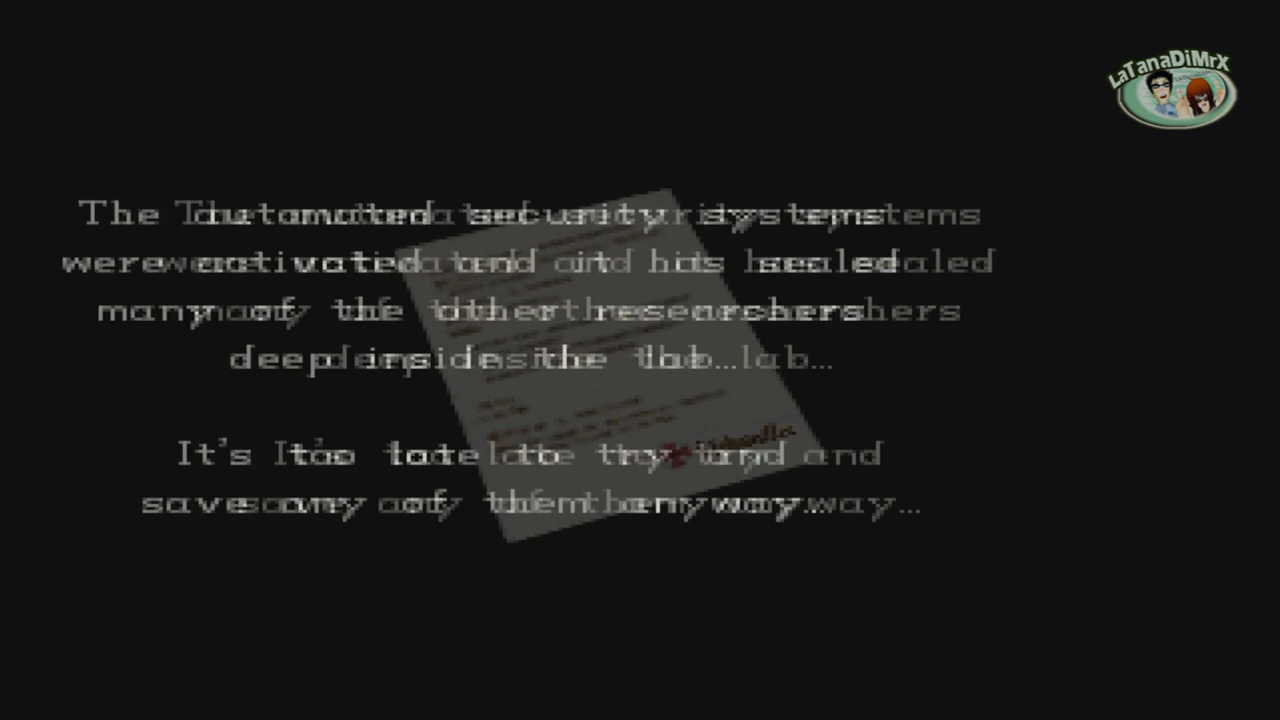 LaTanaDiMrX
The automated security systems
were activated and it has sealed
many of the other researchers
deep inside the lab…
It's too late to try and
save any of them anyway…